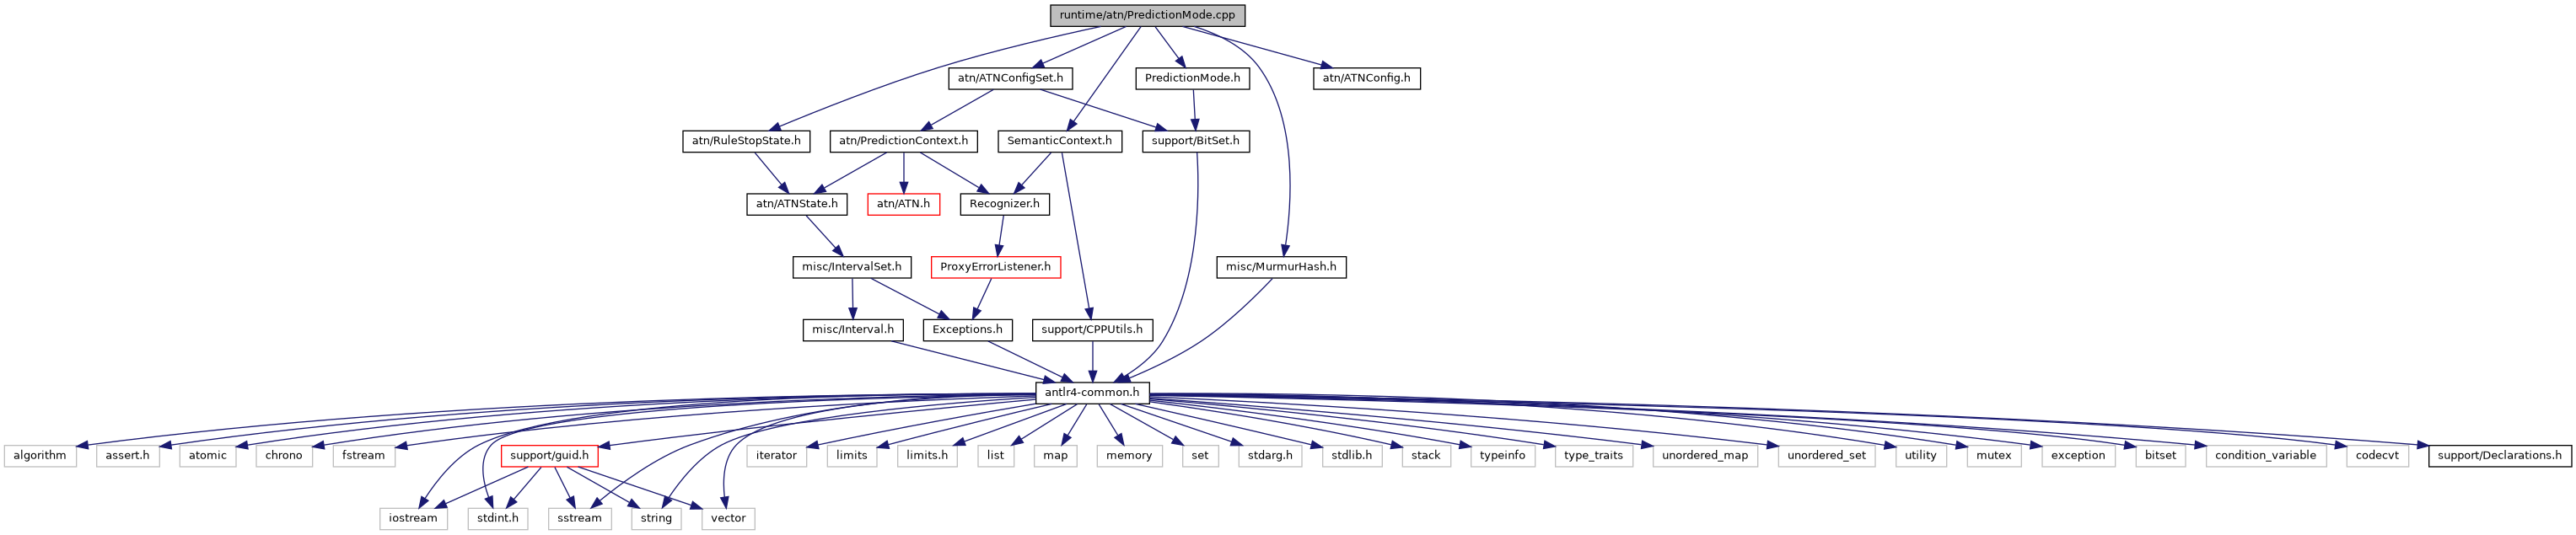 runtime/atn/PredictionMode.cpp
atn/ATNConfigSet.h
PredictionMode.h
atn/ATNConfig.h
atn/RuleStopState.h
atn/PredictionContext.h
SemanticContext.h
support/BitSet.h
atn/ATNState.h
atn/ATN.h
Recognizer.h
misc/IntervalSet.h
ProxyErrorListener.h
misc/MurmurHash.h
misc/Interval.h
Exceptions.h
support/CPPUtils.h
antlr4-common.h
algorithm
assert.h
atomic
chrono
fstream
support/guid.h
iterator
limits
limits.h
list
map
memory
set
stdarg.h
stdlib.h
stack
typeinfo
type_traits
unordered_map
unordered_set
utility
mutex
exception
bitset
condition_variable
codecvt
support/Declarations.h
iostream
stdint.h
sstream
string
vector